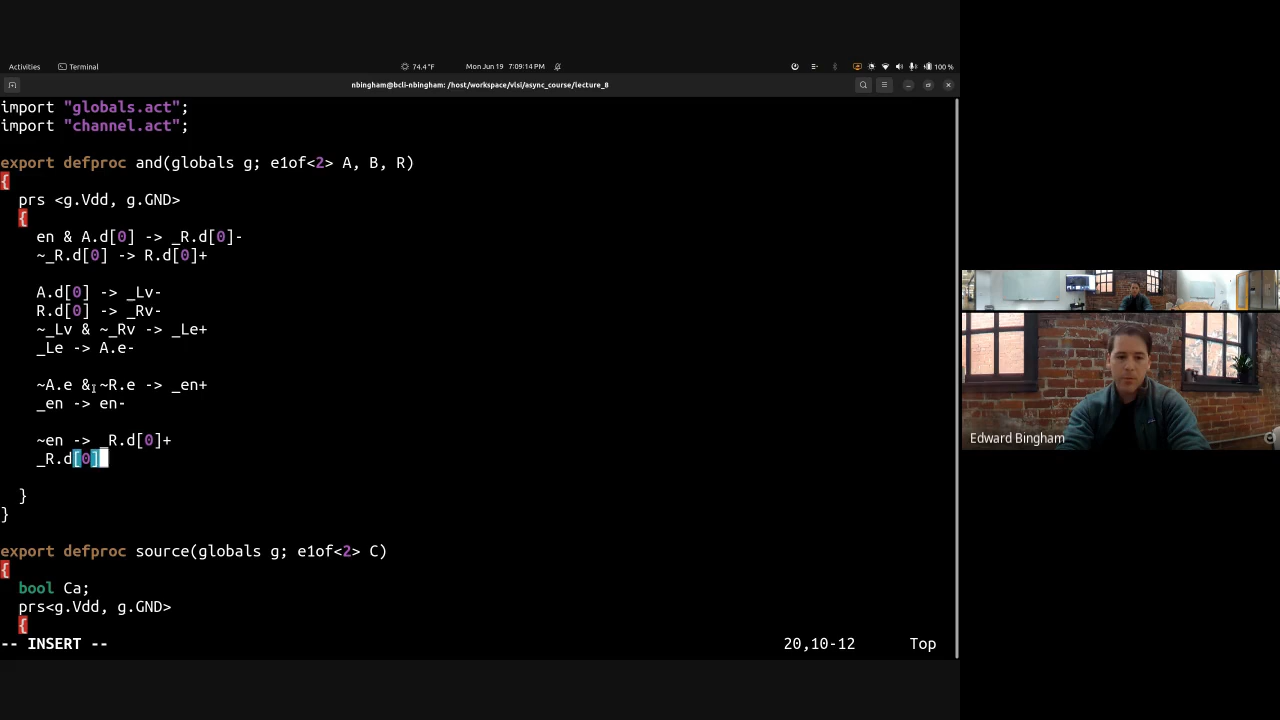 Activities Terminal 74.4 °F Mon Jun 19 7:09:14 PM 100 %
nbingham@bcli-nbingham: /host/workspace/vlsi/async_course/lecture_8
import "globals.act";
import "channel.act";
export defproc and(globals g; e1of<2> A, B, R)
{
prs <g.Vdd, g.GND>
{
en & A.d[0] -> _R.d[0]-
~_R.d[0] -> R.d[0]+
A.d[0] -> _Lv-
R.d[0] -> _Rv-
~_Lv & ~_Rv -> _Le+
_Le -> A.e-
~A.e & ~R.e -> _en+
_en -> en-
~en -> _R.d[0]+
_R.d[0]
}
}
export defproc source(globals g; e1of<2> C)
{
bool Ca;
prs<g.Vdd, g.GND>
{
-- INSERT -- 20,10-12 Top
Edward Bingham